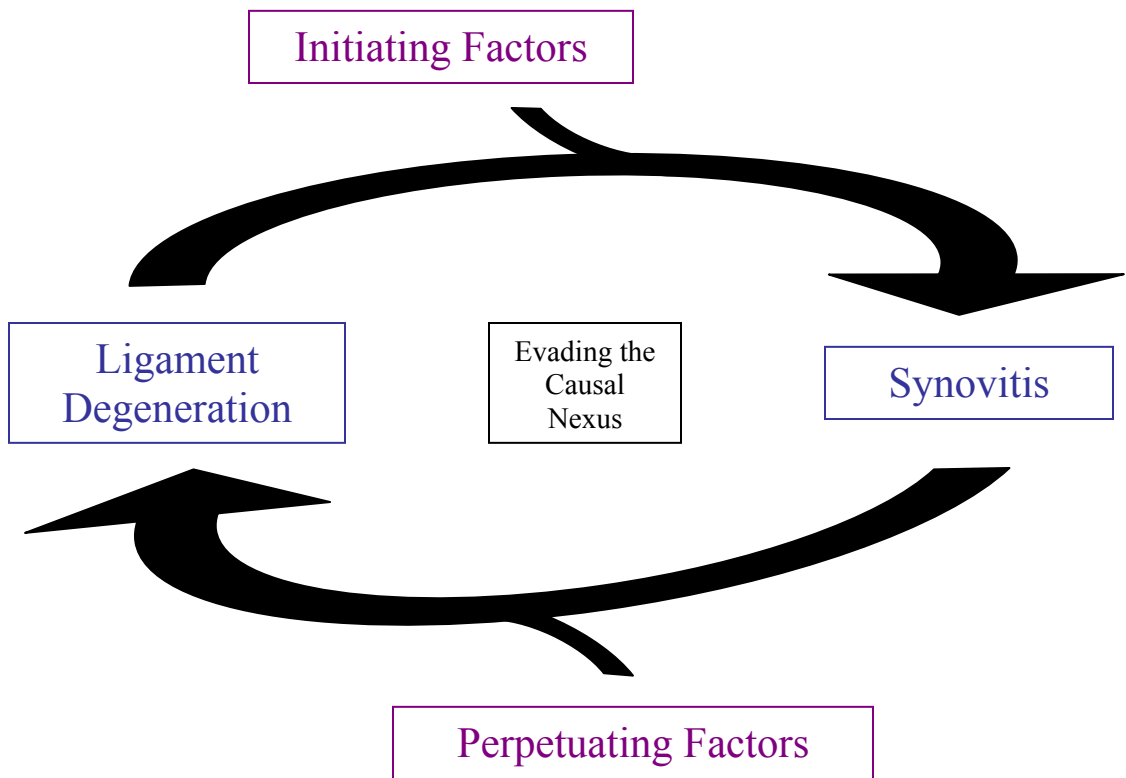 Initiating Factors
Ligament
Degeneration
Evading the
Causal
Nexus
Synovitis
Perpetuating Factors